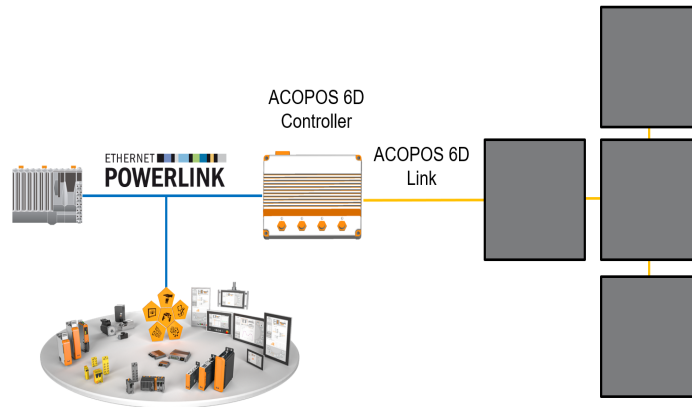 ACOPOS 6D
Controller
ETHERNET
POWERLINK
ACOPOS 6D
Link